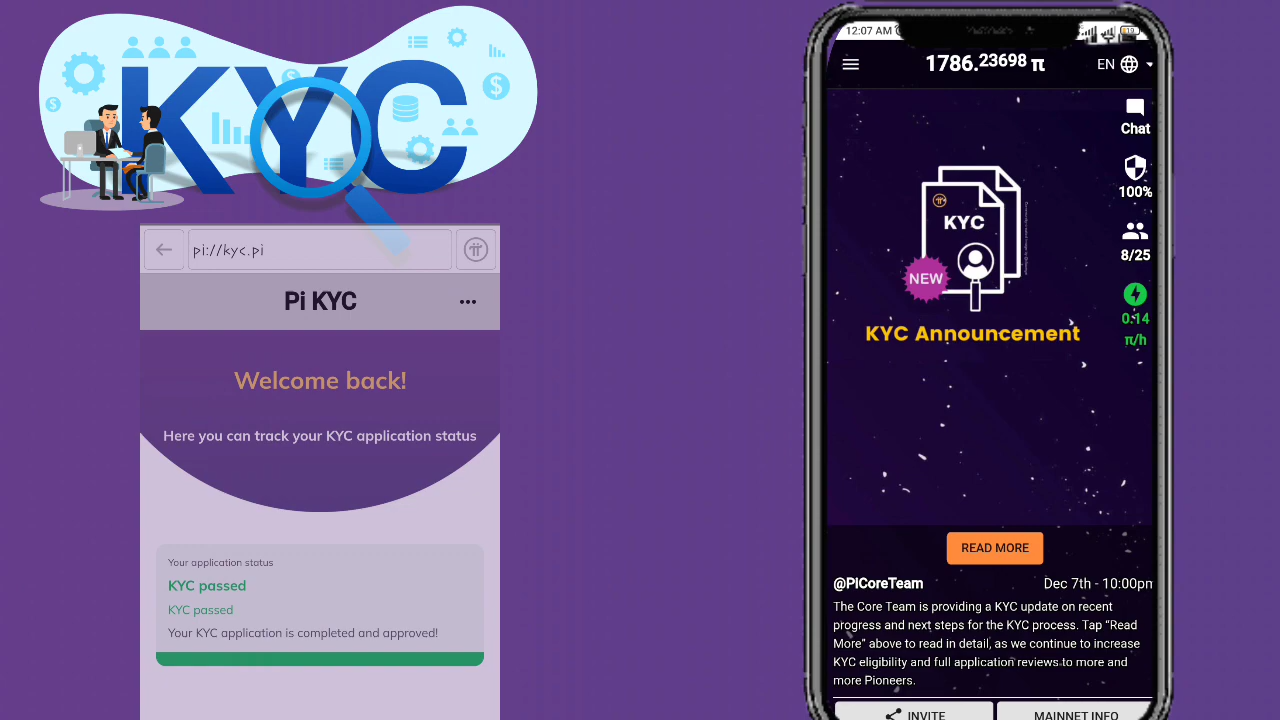 KYC
pi://kyc.pi
Pi KYC
Welcome back!
Here you can track your KYC application status
Your application status
KYC passed
KYC passed
Your KYC application is completed and approved!
12:07 AM
1786.23698 π
EN
Chat
100%
8/25
0.14
π/h
KYC
NEW
KYC Announcement
READ MORE
@PiCoreTeam
Dec 7th - 10:00pm
The Core Team is providing a KYC update on recent
progress and next steps for the KYC process. Tap “Read
More” above to read in detail, as we continue to increase
KYC eligibility and full application reviews to more and
more Pioneers.
INVITE
MAINNET INFO